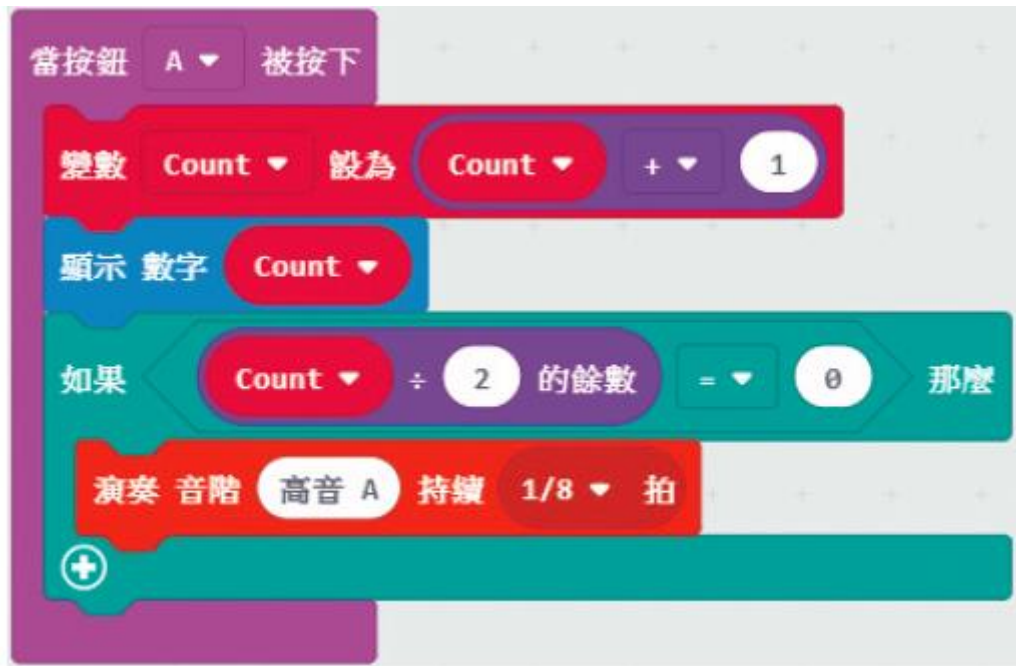 當按鈕 A 被按下
變數 Count 設為 Count + 1
顯示 數字 Count
如果 Count ÷ 2 的餘數 = 0 那麼
演奏 音階 高音 A 持續 1/8 拍